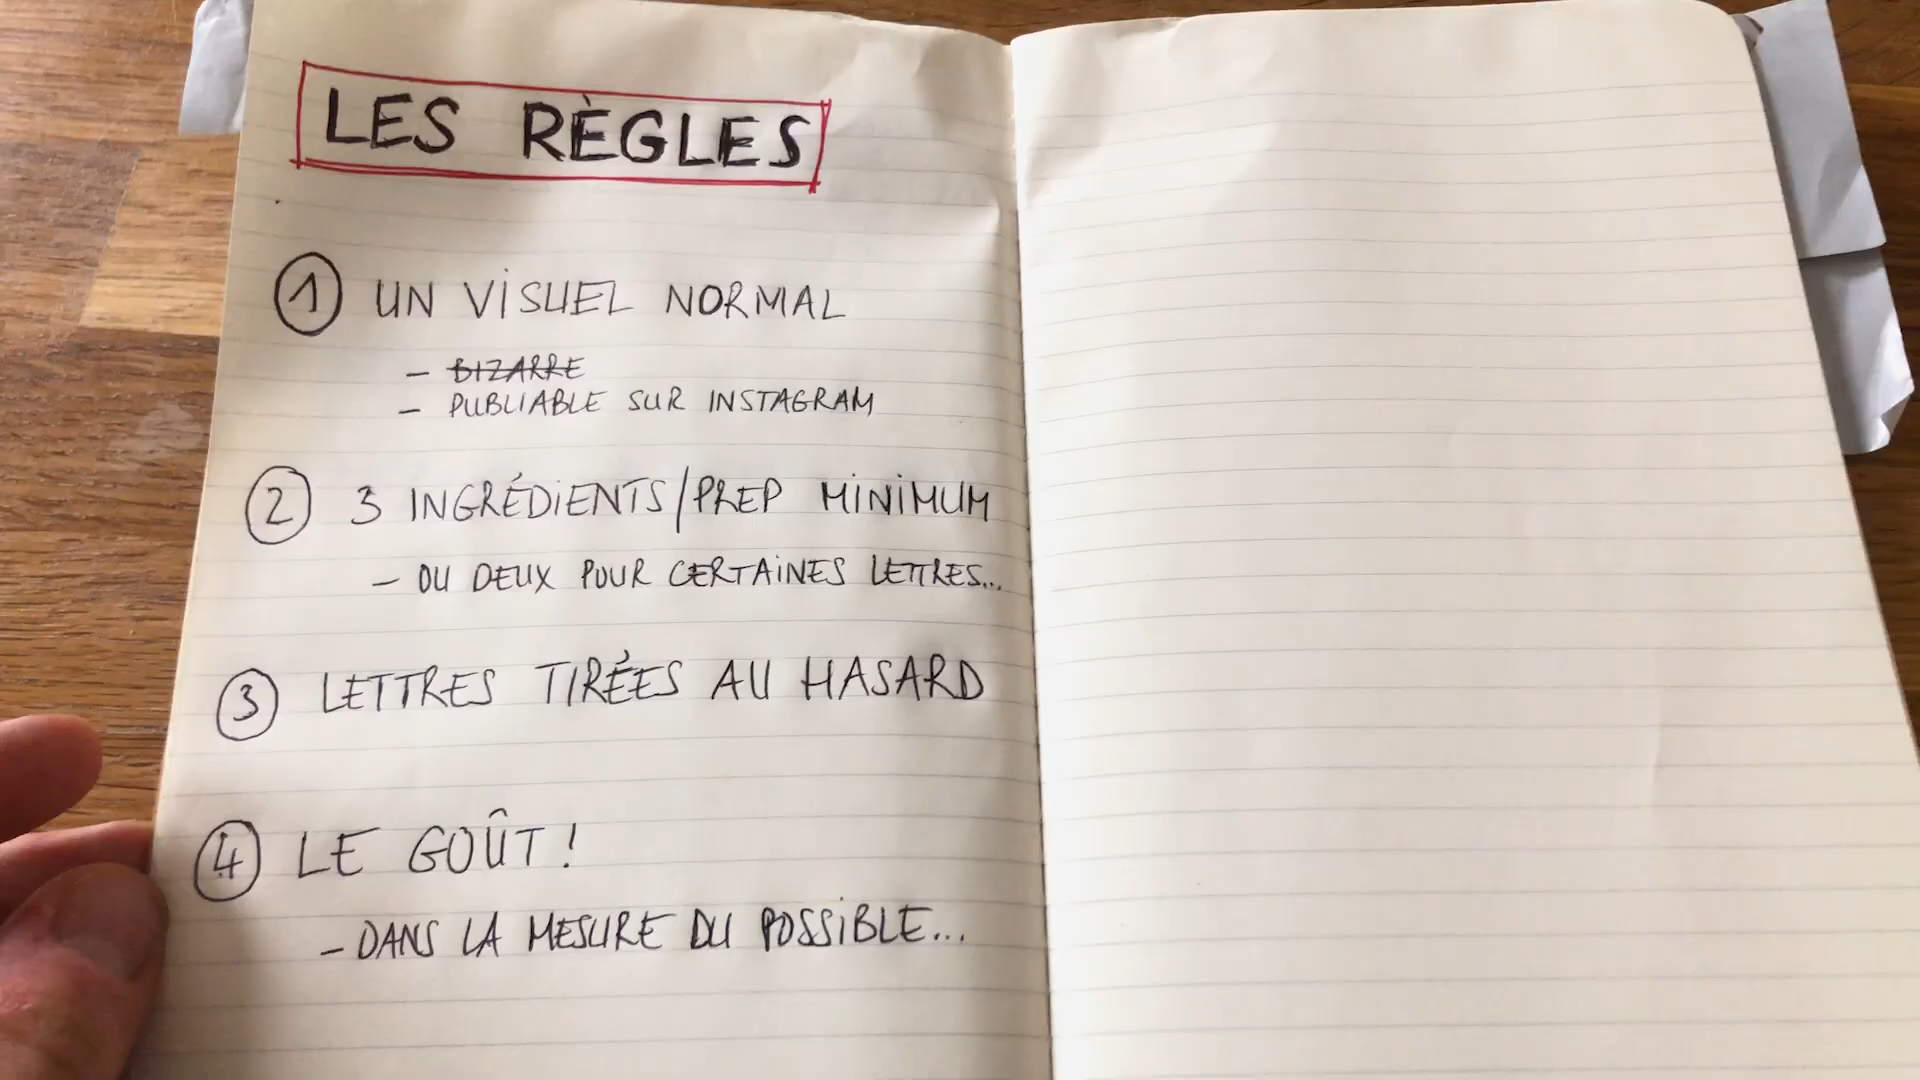 LES RÈGLES
1 UN VISUEL NORMAL
- BIZARRE
- PUBLIABLE SUR INSTAGRAM
2 3 INGRÉDIENTS/PREP MINIMUM
- OU DEUX POUR CERTAINES LETTRES...
3 LETTRES TIRÉES AU HASARD
4 LE GOÛT !
- DANS LA MESURE DU POSSIBLE...